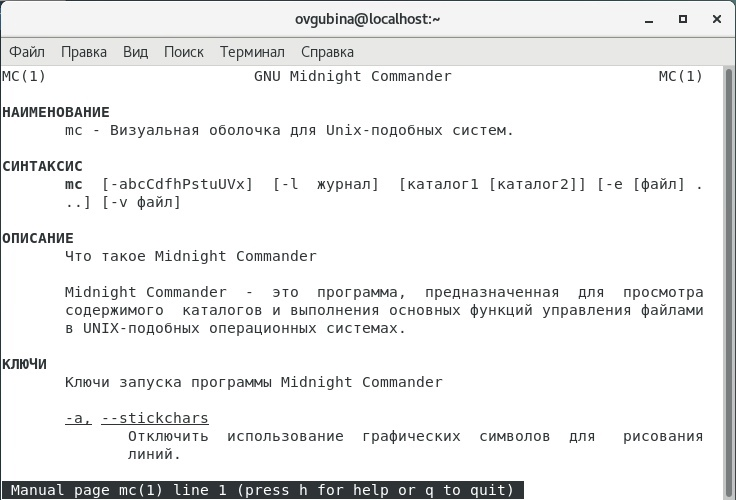 ovgubina@localhost:~
Файл Правка Вид Поиск Терминал Справка
MC(1) GNU Midnight Commander MC(1)
НАИМЕНОВАНИЕ
mc - Визуальная оболочка для Unix-подобных систем.
СИНТАКСИС
mc [-abcCdfhPstuUVx] [-l журнал] [каталог1 [каталог2]] [-e [файл] .
..] [-v файл]
ОПИСАНИЕ
Что такое Midnight Commander
Midnight Commander - это программа, предназначенная для просмотра
содержимого каталогов и выполнения основных функций управления файлами
в UNIX-подобных операционных системах.
КЛЮЧИ
Ключи запуска программы Midnight Commander
-a, --stickchars
Отключить использование графических символов для рисования
линий.
Manual page mc(1) line 1 (press h for help or q to quit)